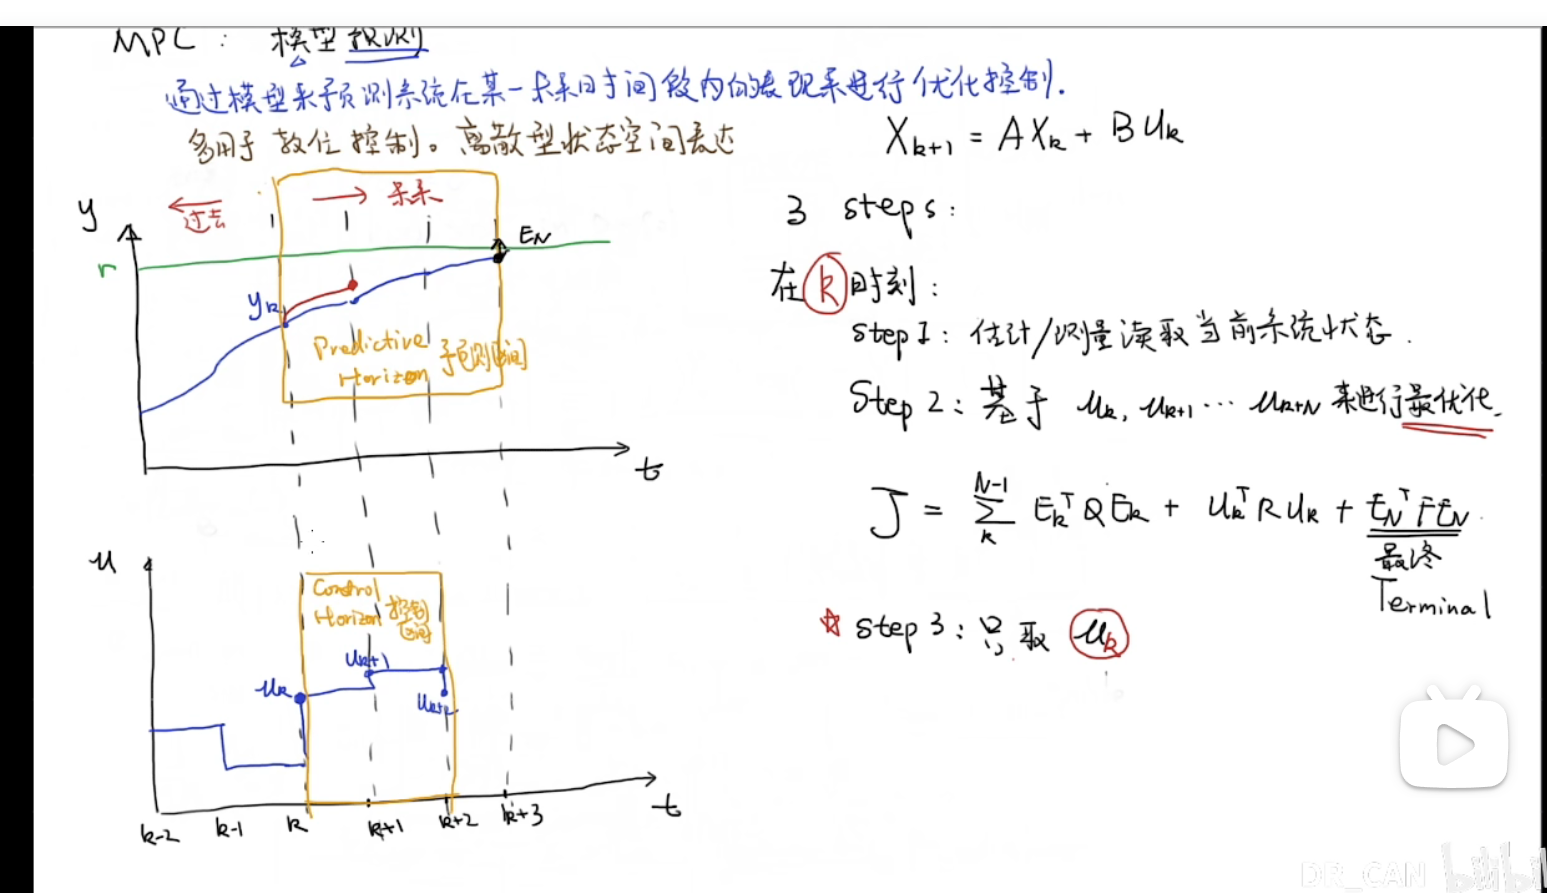 MPC: 模型预测
通过模型来预测系统在某一未来时间段内的表现来进行优化控制.
多用于 数位 控制。离散型状态空间表达
X_{k+1} = A X_k + B u_k
y
过去
未来
E_N
r
y_k
Predictive
Horizon
预测区间
t
3 steps:
在 k 时刻:
step 1: 估计/测量读取当前系统状态.
Step 2: 基于 u_k, u_{k+1} ... u_{k+N} 来进行最优化.
J = \sum_{k}^{N-1} E_k^T Q E_k + u_k^T R u_k + E_N^T F E_N
最终
Terminal
☆ step 3: 只取 u_k
u
Control
Horizon
控制
区间
u_k
u_{k+1}
u_{k+2}
t
k-2 k-1 k k+1 k+2 k+3
DR_CAN bilibili